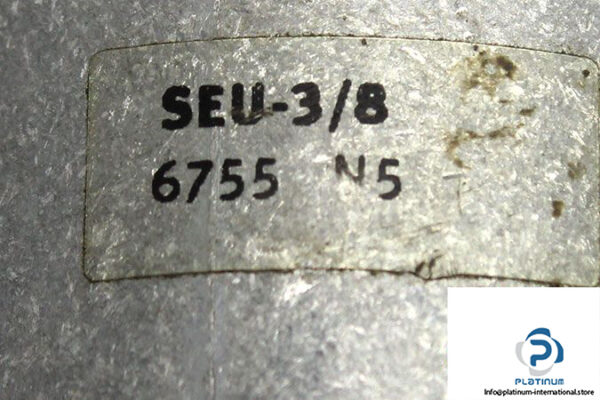 SEU-3/8
6755 N5
PLATINUM
Info@platinum-international.store